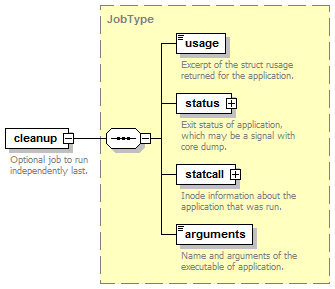 JobType
usage
Excerpt of the struct rusage
returned for the application.
status
Exit status of application,
which may be a signal with
core dump.
cleanup
Optional job to run
independently last.
statcall
Inode information about the
application that was run.
arguments
Name and arguments of the
executable of application.